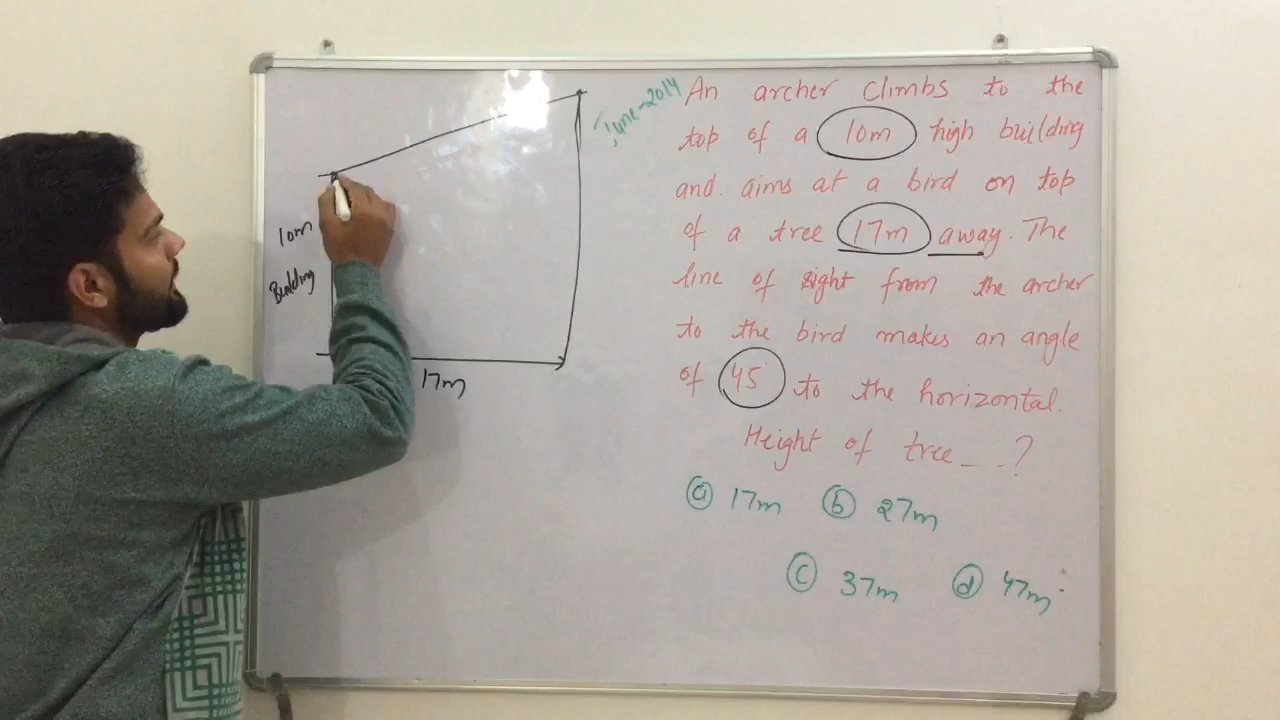 June-2014
An archer climbs to the
top of a 10m high building
and. aims at a bird on top
of a tree 17m away. The
line of sight from the archer
to the bird makes an angle
of 45° to the horizontal.
Height of tree _ _ . ?
ⓐ 17m ⓑ 27m
ⓒ 37m ⓓ 47m
10m
Building
17m